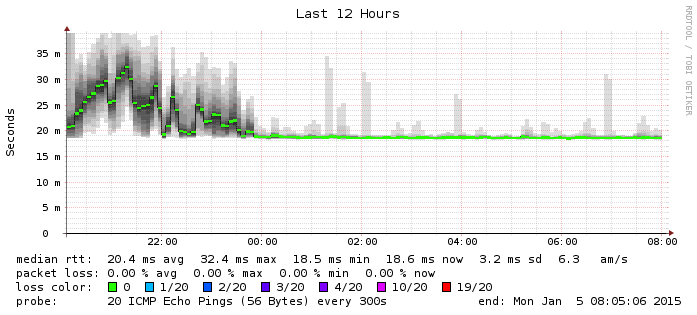 Last 12 Hours
RRDTOOL / TOBI OETIKER
Seconds
35 m
30 m
25 m
20 m
15 m
10 m
5 m
0
22:00 00:00 02:00 04:00 06:00 08:00
median rtt: 20.4 ms avg 32.4 ms max 18.5 ms min 18.6 ms now 3.2 ms sd 6.3 am/s
packet loss: 0.00 % avg 0.00 % max 0.00 % min 0.00 % now
loss color: 0 1/20 2/20 3/20 4/20 10/20 19/20
probe: 20 ICMP Echo Pings (56 Bytes) every 300s end: Mon Jan 5 08:05:06 2015